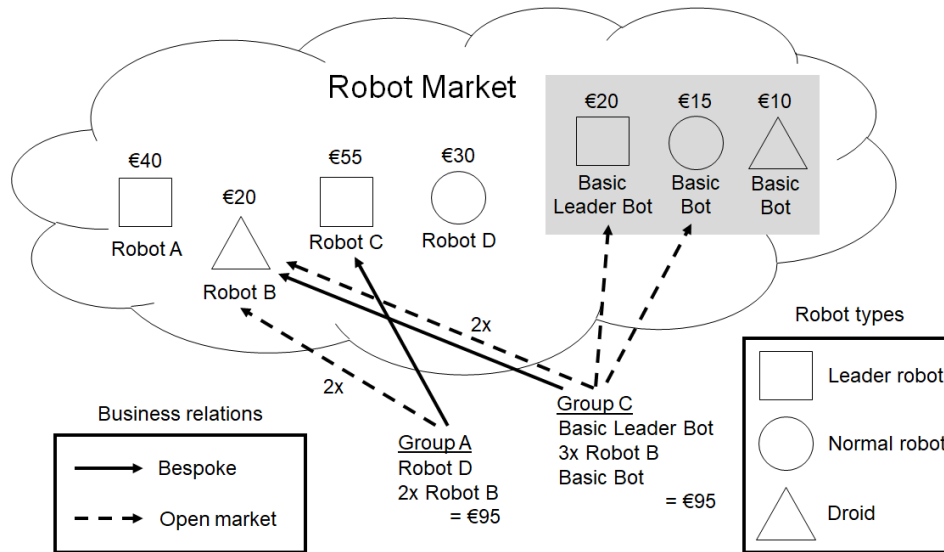 Robot Market
€20
€15
€10
Basic
Leader Bot
Basic
Bot
Basic
Bot
€40
Robot A
€20
Robot B
€55
Robot C
€30
Robot D
2x
2x
Business relations
Bespoke
Open market
Group A
Robot D
2x Robot B
= €95
Group C
Basic Leader Bot
3x Robot B
Basic Bot
= €95
Robot types
Leader robot
Normal robot
Droid